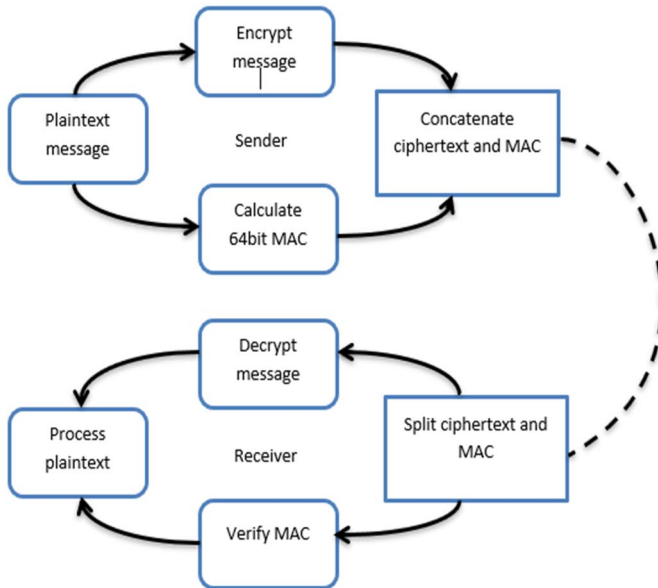 Encrypt
message
Plaintext
message
Sender
Concatenate
ciphertext and MAC
Calculate
64bit MAC
Decrypt
message
Process
plaintext
Receiver
Split ciphertext and
MAC
Verify MAC